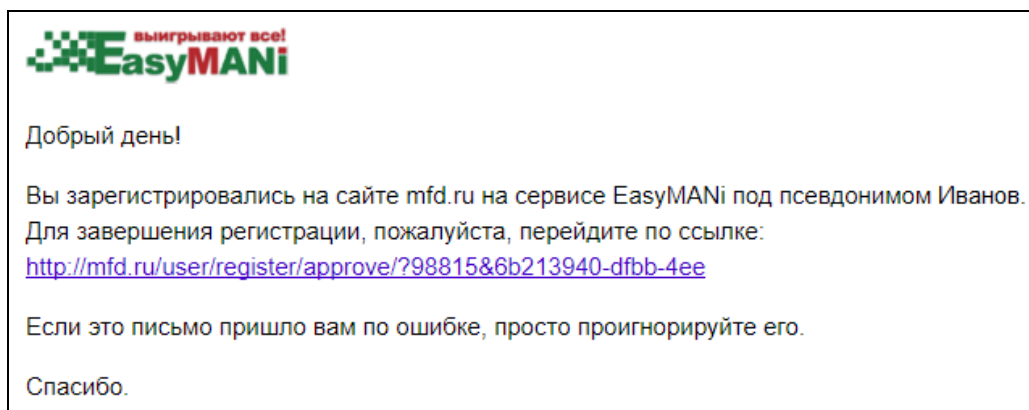 выигрывают все!
EasyMANi
Добрый день!
Вы зарегистрировались на сайте mfd.ru на сервисе EasyMANi под псевдонимом Иванов.
Для завершения регистрации, пожалуйста, перейдите по ссылке:
http://mfd.ru/user/register/approve/?98815&6b213940-dfbb-4ee
Если это письмо пришло вам по ошибке, просто проигнорируйте его.
Спасибо.